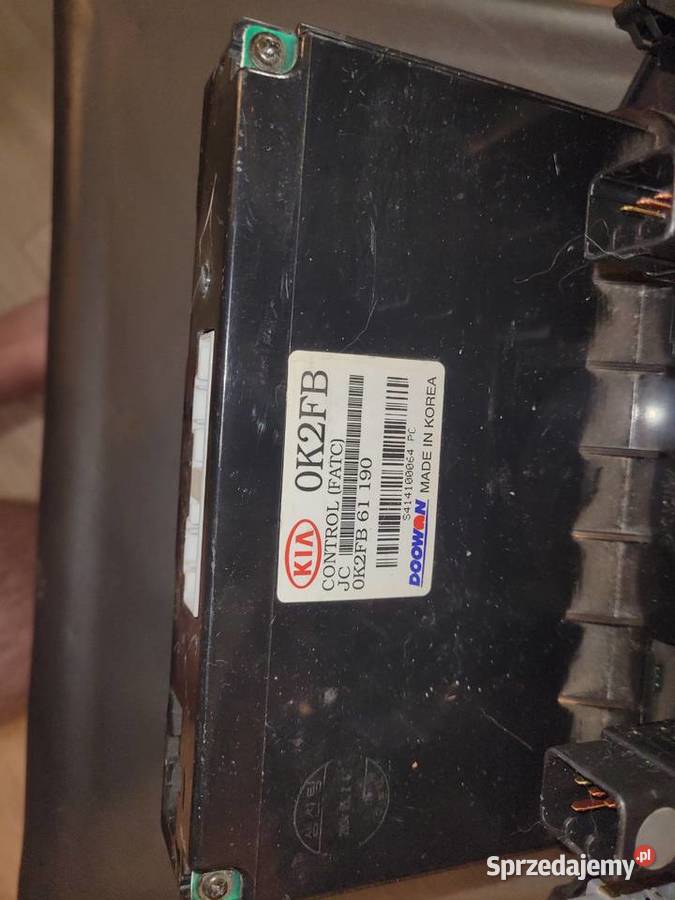 KIA 0K2FB
CONTROL (FATC)
JC
0K2FB 61 190
S414100064 PC
DOOWON MADE IN KOREA
Sprzedajemy.pl